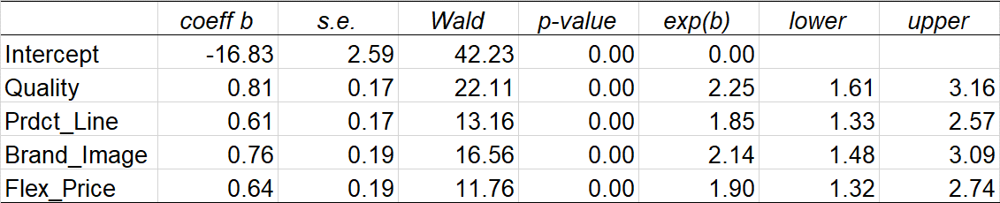 coeff b s.e. Wald p-value exp(b) lower upper
Intercept -16.83 2.59 42.23 0.00 0.00
Quality 0.81 0.17 22.11 0.00 2.25 1.61 3.16
Prdct_Line 0.61 0.17 13.16 0.00 1.85 1.33 2.57
Brand_Image 0.76 0.19 16.56 0.00 2.14 1.48 3.09
Flex_Price 0.64 0.19 11.76 0.00 1.90 1.32 2.74